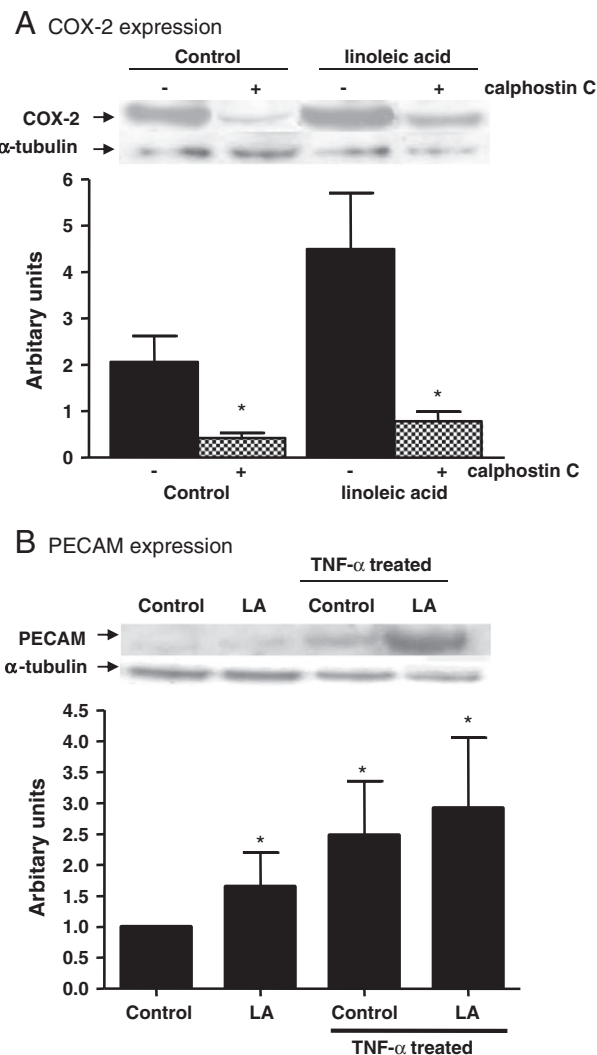 A COX-2 expression
Control linoleic acid
- + - + calphostin C
COX-2
α-tubulin
6
5
4
3
2
1
0
Arbitary units
*
*
- + - + calphostin C
Control linoleic acid
B PECAM expression
TNF-α treated
Control LA Control LA
PECAM
α-tubulin
4.5
4.0
3.5
3.0
2.5
2.0
1.5
1.0
0.5
0.0
Arbitary units
*
*
*
Control LA Control LA
TNF-α treated